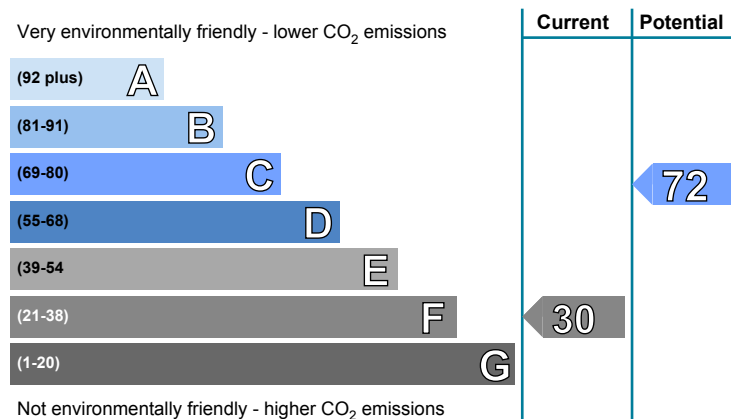 Very environmentally friendly - lower CO2 emissions
Current
Potential
(92 plus) A
(81-91) B
(69-80) C
72
(55-68) D
(39-54 E
(21-38) F
30
(1-20) G
Not environmentally friendly - higher CO2 emissions